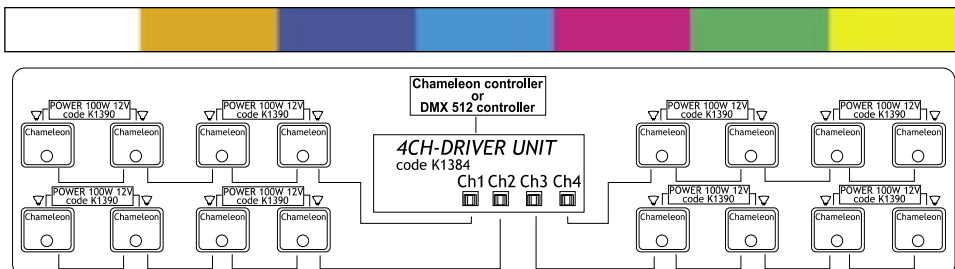 Chameleon controller
or
DMX 512 controller
4CH-DRIVER UNIT
code K1384
Ch1 Ch2 Ch3 Ch4
POWER 100W 12V
code K1390
POWER 100W 12V
code K1390
POWER 100W 12V
code K1390
POWER 100W 12V
code K1390
Chameleon Chameleon Chameleon Chameleon Chameleon Chameleon Chameleon Chameleon
POWER 100W 12V
code K1390
POWER 100W 12V
code K1390
POWER 100W 12V
code K1390
POWER 100W 12V
code K1390
Chameleon Chameleon Chameleon Chameleon Chameleon Chameleon Chameleon Chameleon